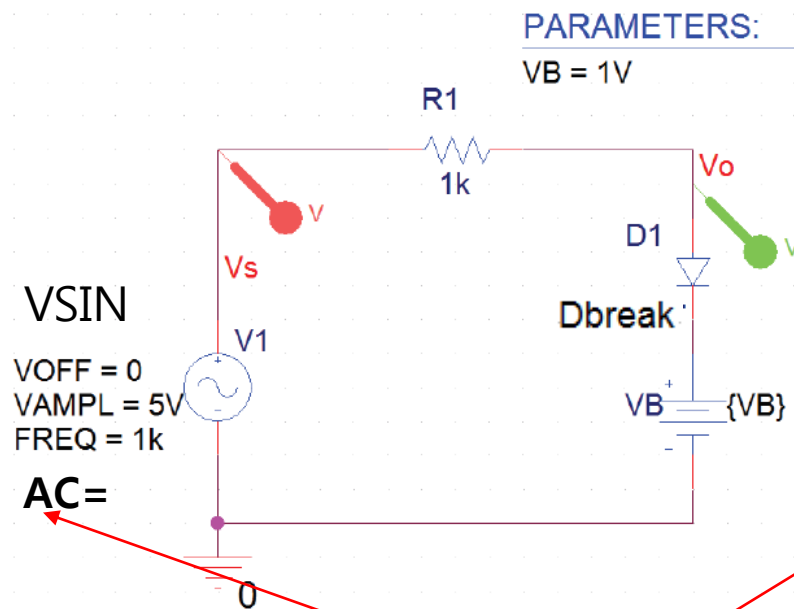 PARAMETERS:
VB = 1V
R1
1k
Vo
V
V
D1
Vs
VSIN
Dbreak
V1
VOFF = 0
VAMPL = 5V
FREQ = 1k
+
-
+
VB
{VB}
-
AC=
0